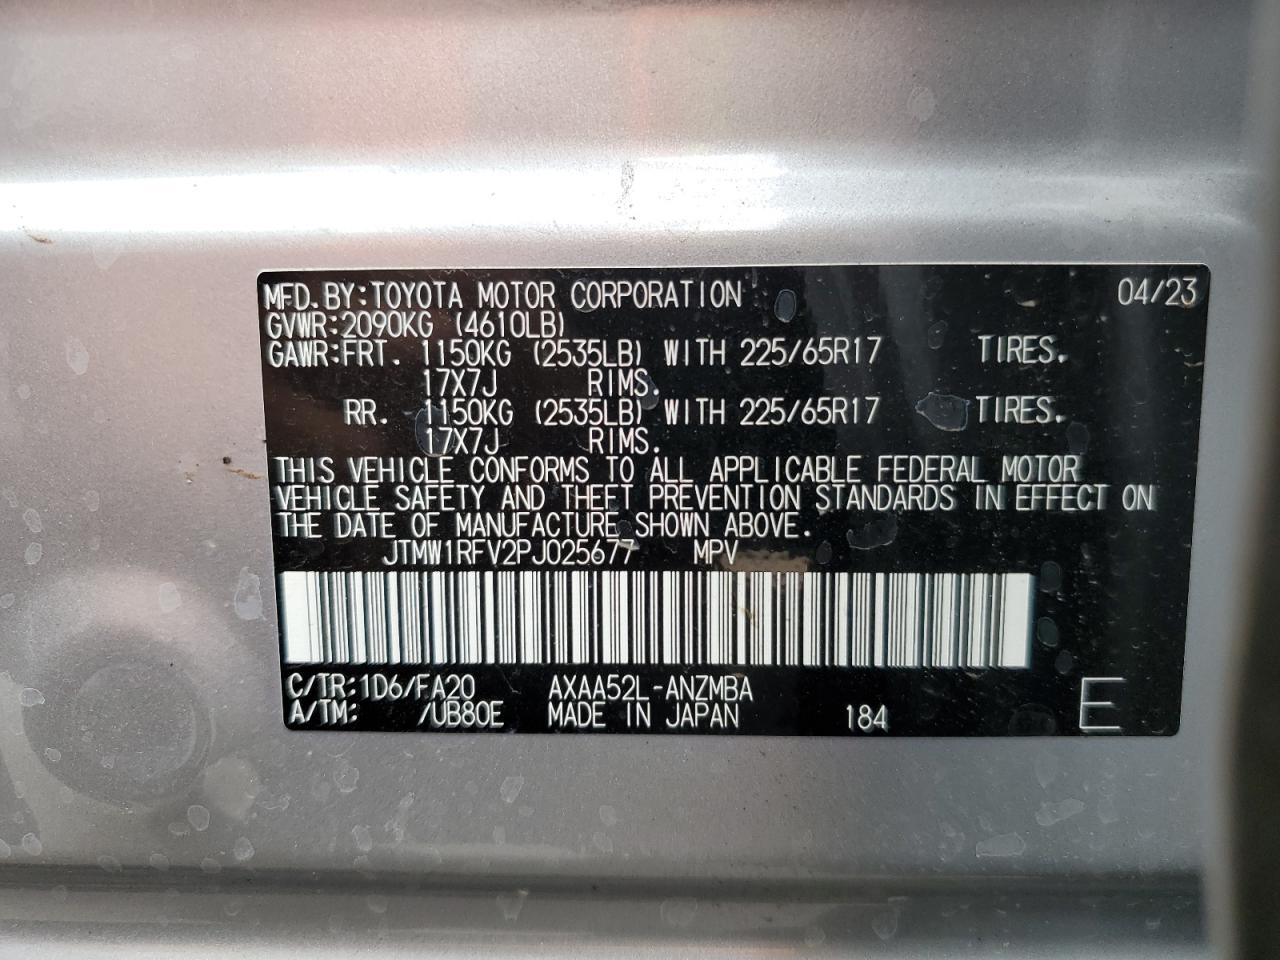 MFD. BY:TOYOTA MOTOR CORPORATION 04/23
GVWR:2090KG (4610LB)
GAWR:FRT. 1150KG (2535LB) WITH 225/65R17 TIRES.
17X7J RIMS.
RR. 1150KG (2535LB) WITH 225/65R17 TIRES.
17X7J RIMS.
THIS VEHICLE CONFORMS TO ALL APPLICABLE FEDERAL MOTOR
VEHICLE SAFETY AND THEFT PREVENTION STANDARDS IN EFFECT ON
THE DATE OF MANUFACTURE SHOWN ABOVE.
JTMW1RFV2PJ025677 MPV
C/TR:1D6/FA20 AXAA52L-ANZMBA
A/TM: /UB80E MADE IN JAPAN 184 E